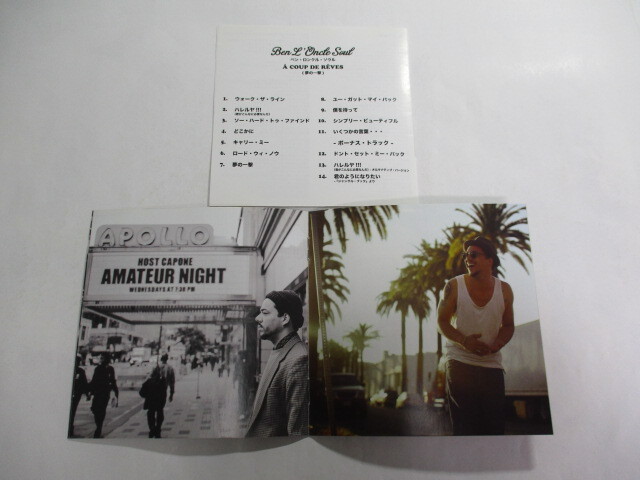 Ben L'Oncle Soul
ベン・ロンクル・ソウル
À COUP DE RÊVES
(夢の一撃)
1. ウォーク・ザ・ライン
2. ハレルヤ!!!
3. ソー・ハード・トゥ・ファインド
4. どこかに
5. キャリー・ミー
6. ロード・ウィ・ノウ
7. 夢の一撃
8. ユー・ガット・マイ・バック
9. 僕を待って
10. シンプリー・ビューティフル
11. いくつかの言葉・・・
- ボーナス・トラック -
12. ドント・セット・ミー・バック
13. ハレルヤ!!!
14. 君のようになりたい
APOLLO
HOST CAPONE
AMATEUR NIGHT
WEDNESDAYS AT 7:30 PM